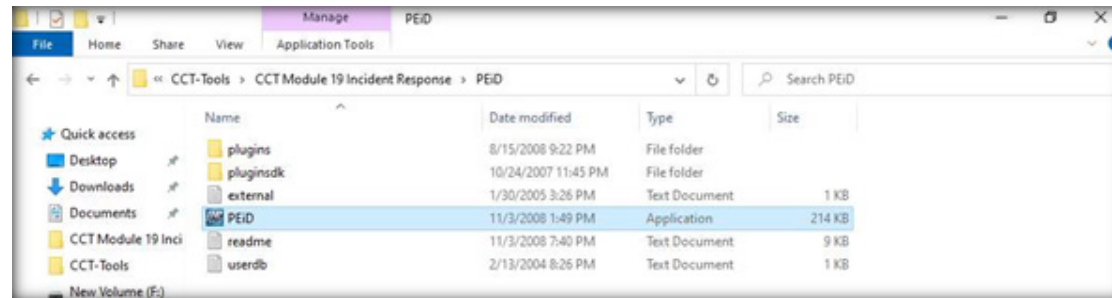 Manage PEiD
File Home Share View Application Tools
« CCT-Tools > CCT Module 19 Incident Response > PEiD Search PEiD
Name Date modified Type Size
Quick access
Desktop
Downloads
Documents
CCT Module 19 Inci
CCT-Tools
New Volume (F:)
plugins 8/15/2008 9:22 PM File folder
pluginsdk 10/24/2007 11:45 PM File folder
external 1/30/2005 3:26 PM Text Document 1 KB
PEiD 11/3/2008 1:49 PM Application 214 KB
readme 11/3/2008 7:40 PM Text Document 9 KB
userdb 2/13/2004 8:26 PM Text Document 1 KB